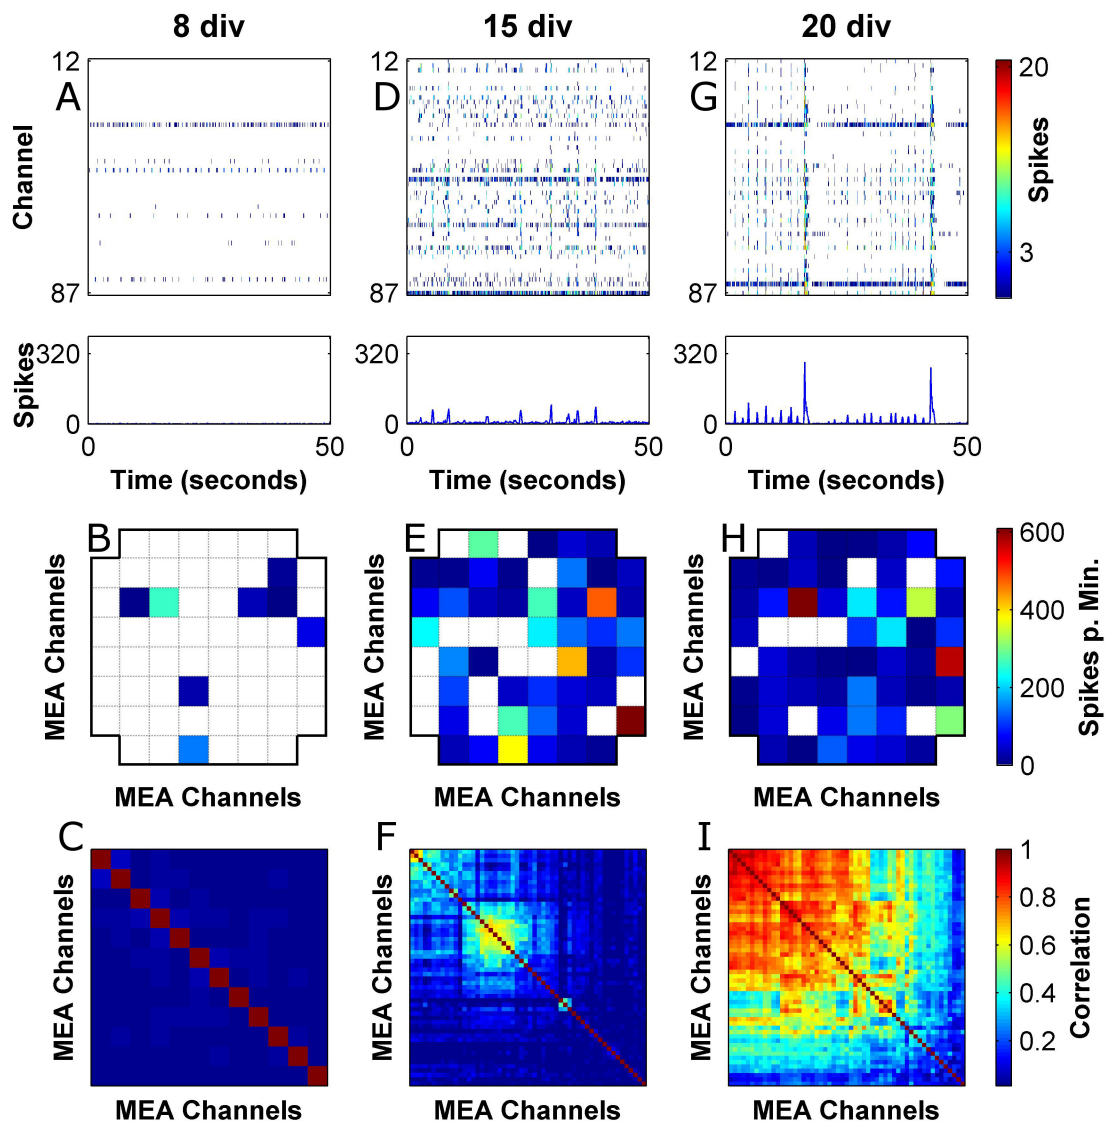 8 div
15 div
20 div
12
A
Channel
87
12
D
87
12
G
87
20
3
Spikes
Spikes
320
0
0
50
Time (seconds)
320
0
0
50
Time (seconds)
320
0
0
50
Time (seconds)
B
MEA Channels
MEA Channels
E
MEA Channels
MEA Channels
H
MEA Channels
MEA Channels
600
400
200
0
Spikes p. Min.
C
MEA Channels
MEA Channels
F
MEA Channels
MEA Channels
I
MEA Channels
MEA Channels
1
0.8
0.6
0.4
0.2
Correlation